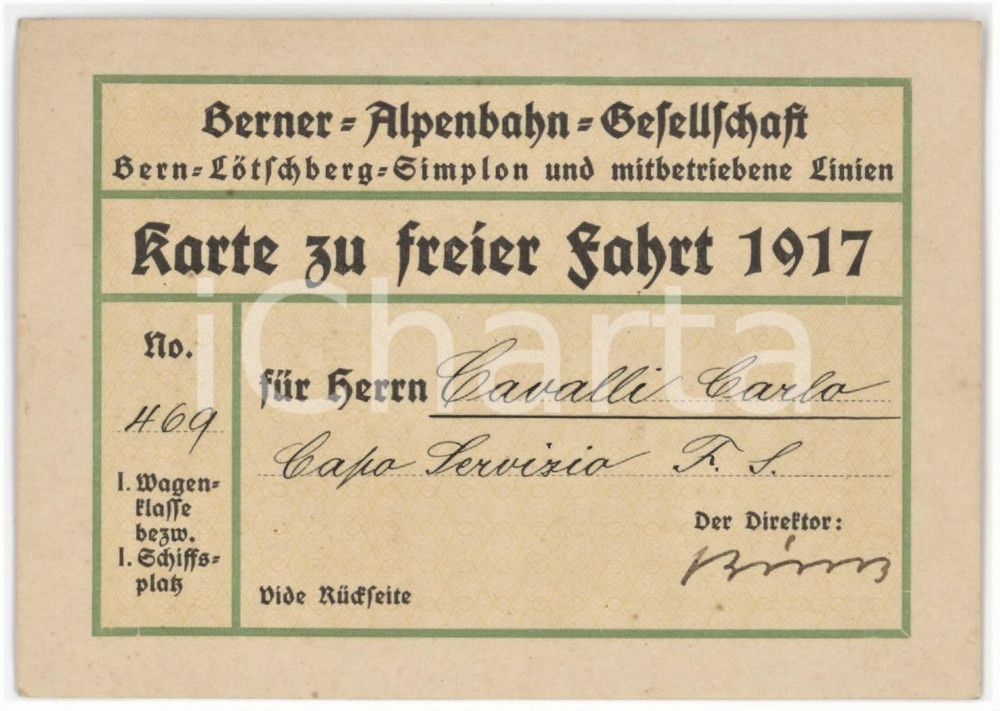 Berner-Alpenbahn-Gesellschaft
Bern-Lötschberg-Simplon und mitbetriebene Linien
Karte zu freier Fahrt 1917
No.
469
I. Wagen-
klasse
bezw.
I. Schiffs-
platz
für Herrn Cavalli Carlo
Capo Servizio F. S.
Der Direktor:
Vide Rückseite
iCharta